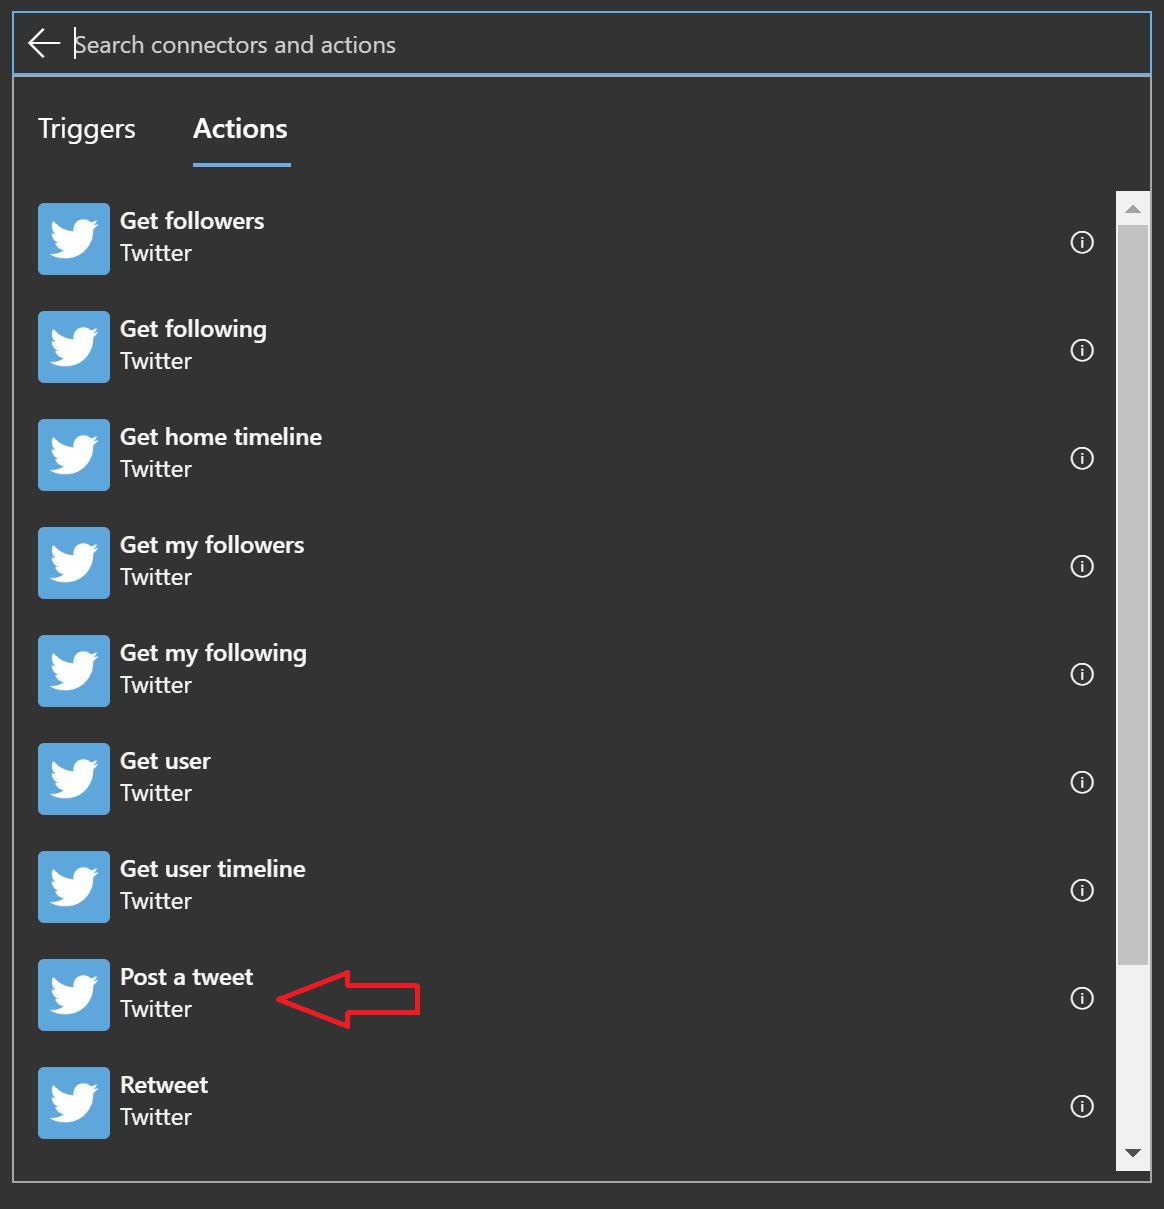 Search connectors and actions
Triggers Actions
Get followers
Twitter
Get following
Twitter
Get home timeline
Twitter
Get my followers
Twitter
Get my following
Twitter
Get user
Twitter
Get user timeline
Twitter
Post a tweet
Twitter
Retweet
Twitter